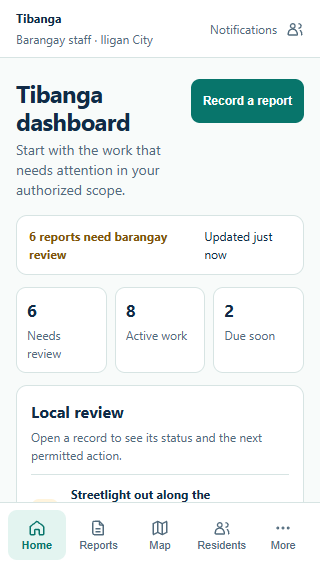 Tibanga
Barangay staff · Iligan City
Notifications
Tibanga
dashboard
Record a report
Start with the work that
needs attention in your
authorized scope.
6 reports need barangay
review
Updated just
now
6
Needs
review
8
Active work
2
Due soon
Local review
Open a record to see its status and the next
permitted action.
Streetlight out along the
Home
Reports
Map
Residents
More